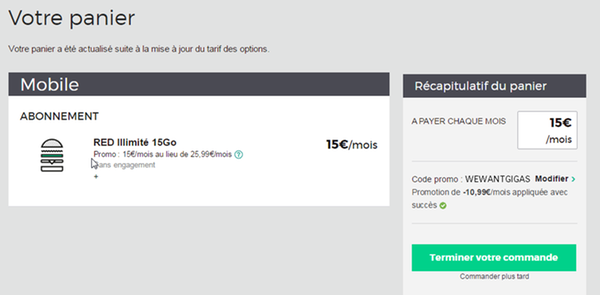 Votre panier
Votre panier a été actualisé suite à la mise à jour du tarif des options.
Mobile
ABONNEMENT
RED Illimité 15Go
15€/mois
Promo : 15€/mois au lieu de 25,99€/mois ?
Sans engagement
+
Récapitulatif du panier
A PAYER CHAQUE MOIS
15€
/mois
Code promo : WEWANTGIGAS Modifier >
Promotion de -10,99€/mois appliquée avec
succès
Terminer votre commande
Commander plus tard